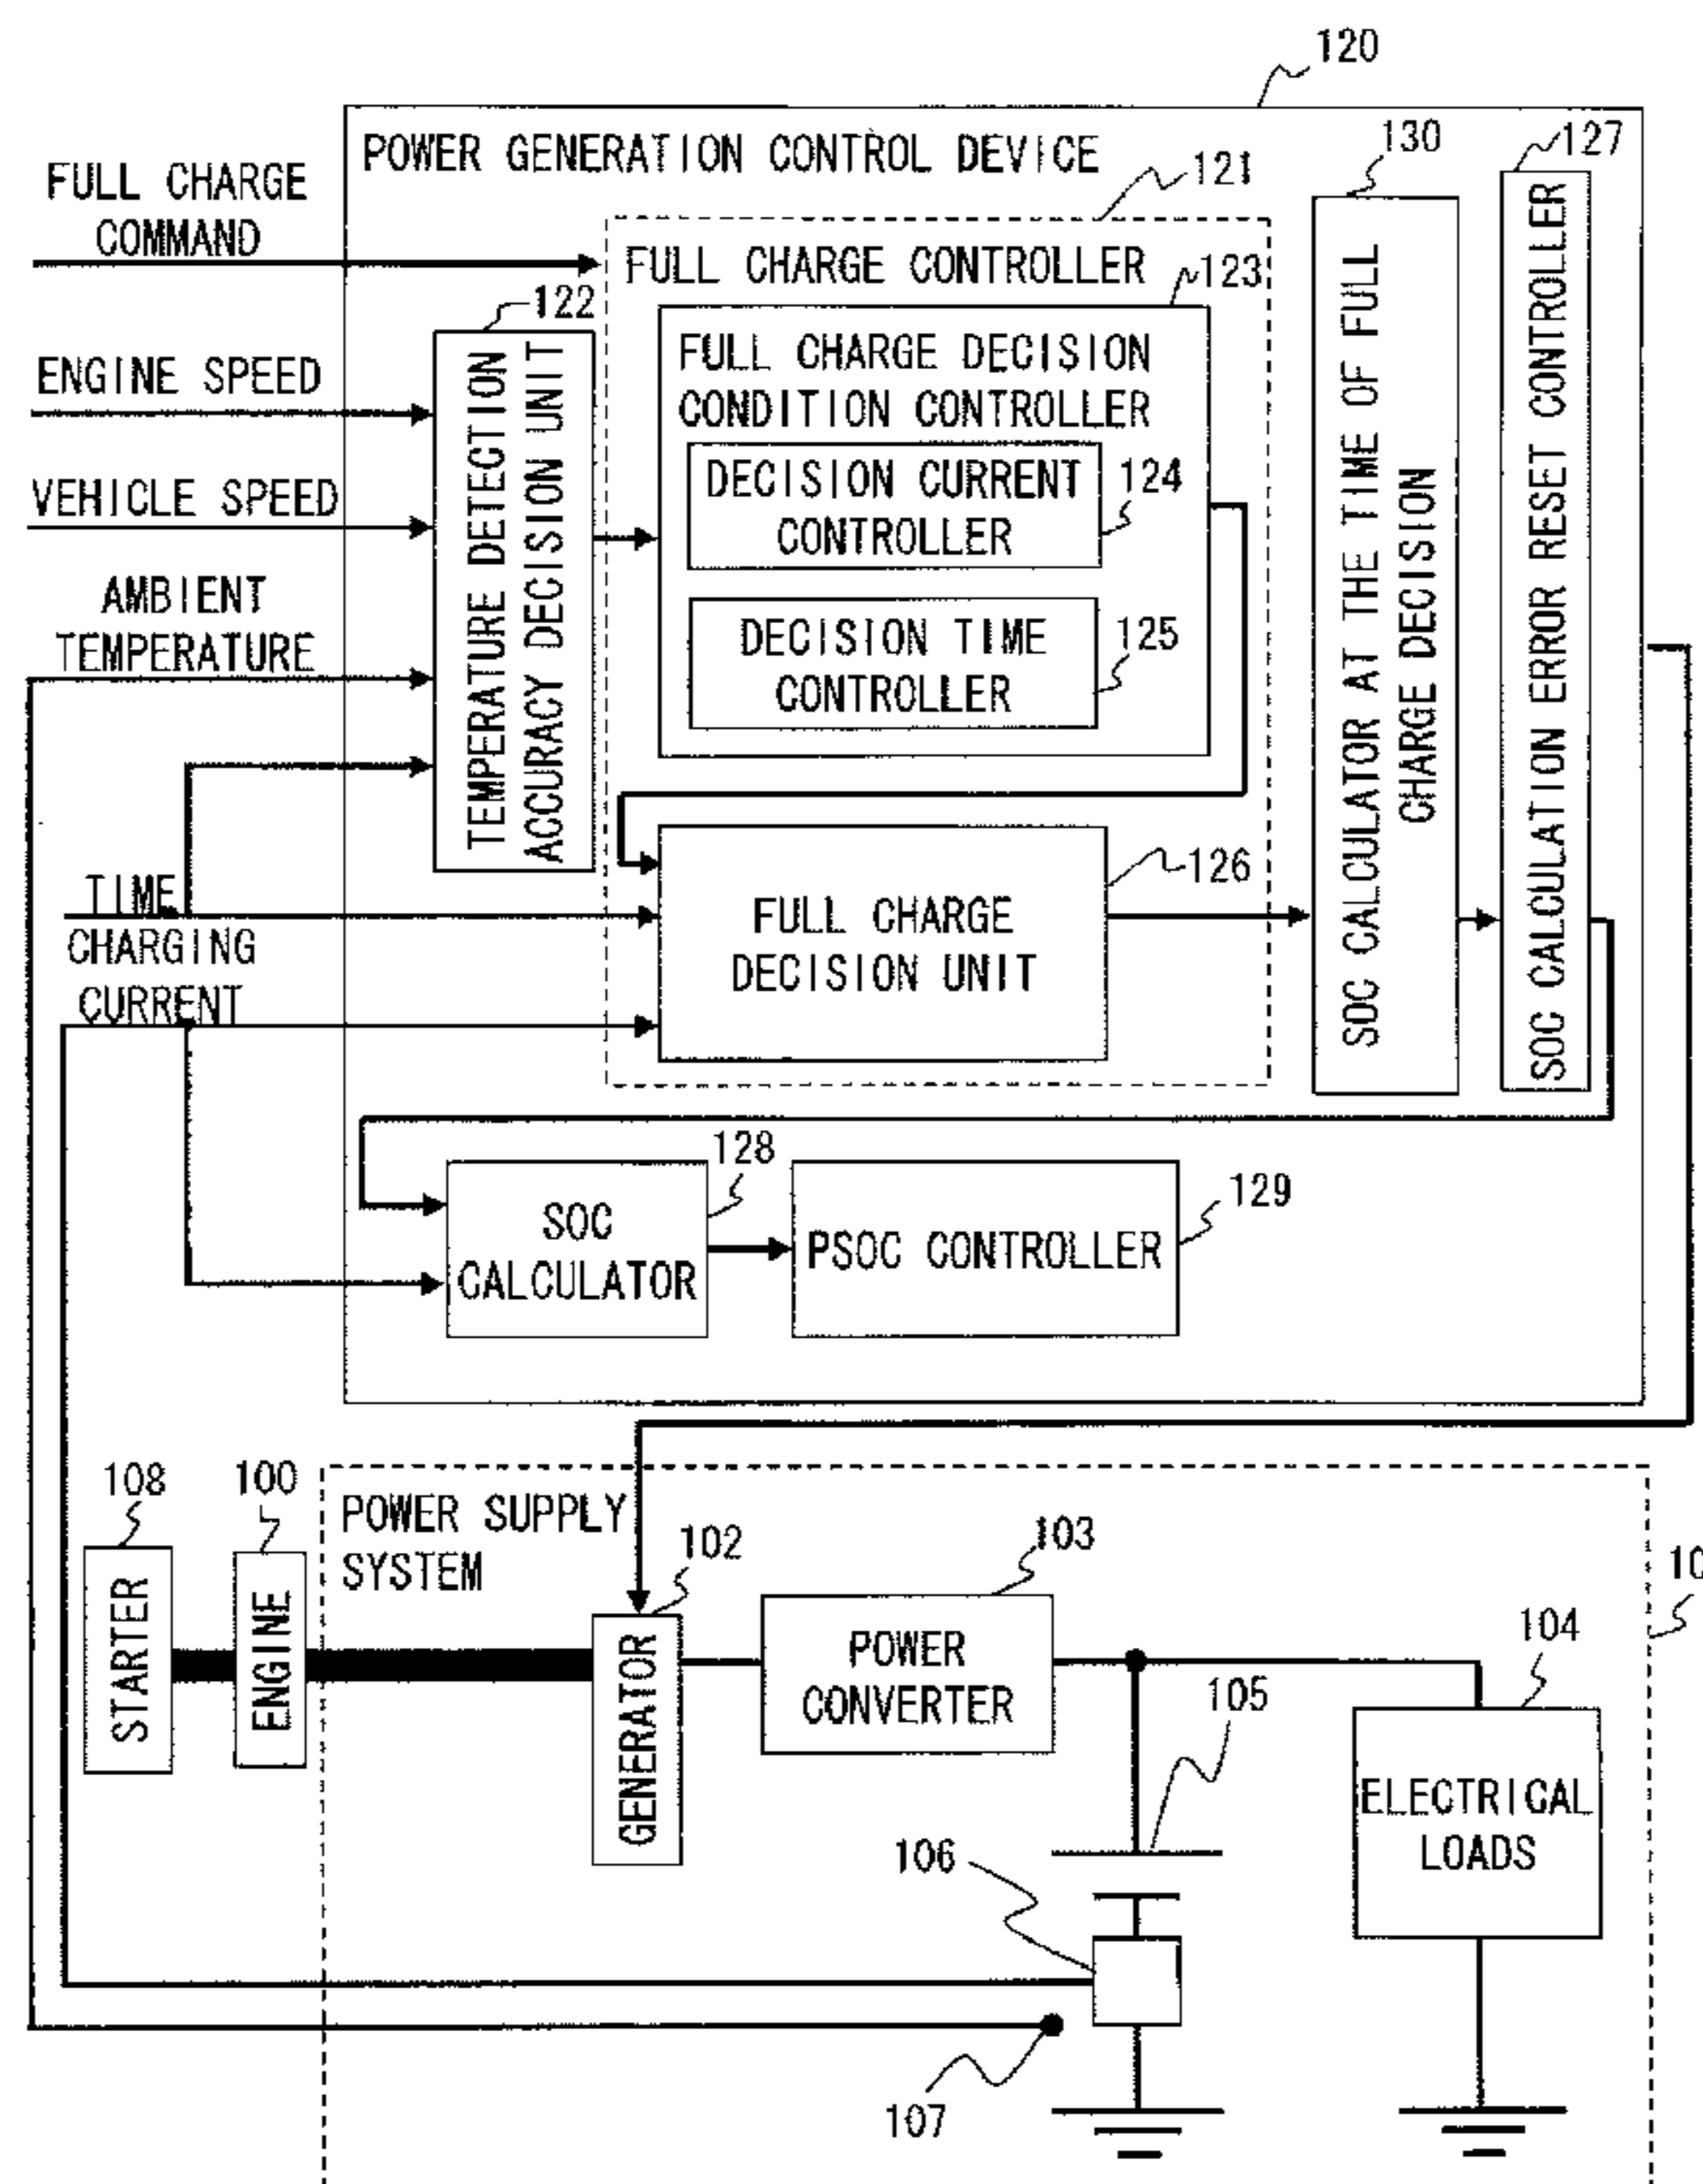 120
POWER GENERATION CONTROL DEVICE
130
127
121
FULL CHARGE
COMMAND
FULL CHARGE CONTROLLER
123
122
ENGINE SPEED
FULL CHARGE DECISION
CONDITION CONTROLLER
VEHICLE SPEED
DECISION CURRENT
CONTROLLER
124
AMBIENT
TEMPERATURE
DECISION TIME
CONTROLLER
125
TEMPERATURE DETECTION
ACCURACY DECISION UNIT
SOC CALCULATOR AT THE TIME OF FULL
CHARGE DECISION
SOC CALCULATION ERROR RESET CONTROLLER
126
TIME
FULL CHARGE
DECISION UNIT
CHARGING
CURRENT
128
129
SOC
CALCULATOR
PSOC CONTROLLER
108
100
POWER SUPPLY
SYSTEM
102
103
104
STARTER
ENGINE
GENERATOR
POWER
CONVERTER
105
ELECTRICAL
LOADS
106
107